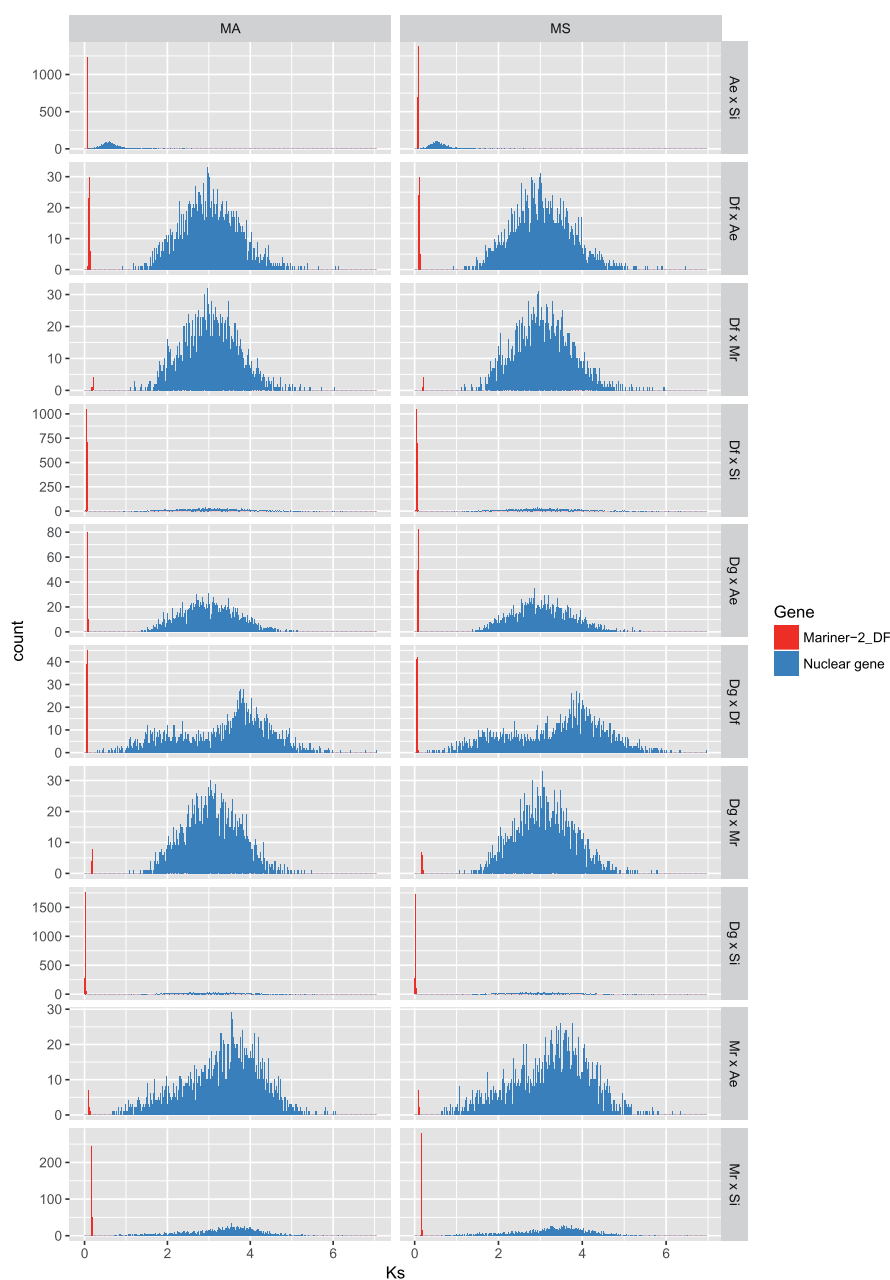 MA MS
1000
500
0
Ae x Si
30
20
10
0
Df x Ae
30
20
10
0
Df x Mr
1000
750
500
250
0
Df x Si
80
60
40
20
0
Dg x Ae
40
30
20
10
0
Dg x Df
30
20
10
0
Dg x Mr
1500
1000
500
0
Dg x Si
30
20
10
0
Mr x Ae
200
100
0
Mr x Si
0 2 4 6 0 2 4 6
Ks
count
Gene
Mariner−2_DF
Nuclear gene